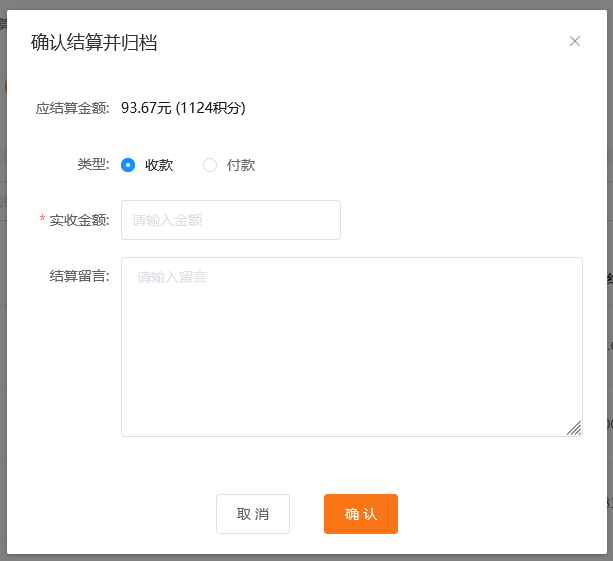 确认结算并归档
应结算金额: 93.67元 (1124积分)
类型: 收款 付款
* 实收金额: 请输入金额
结算留言: 请输入留言
取 消 确 认